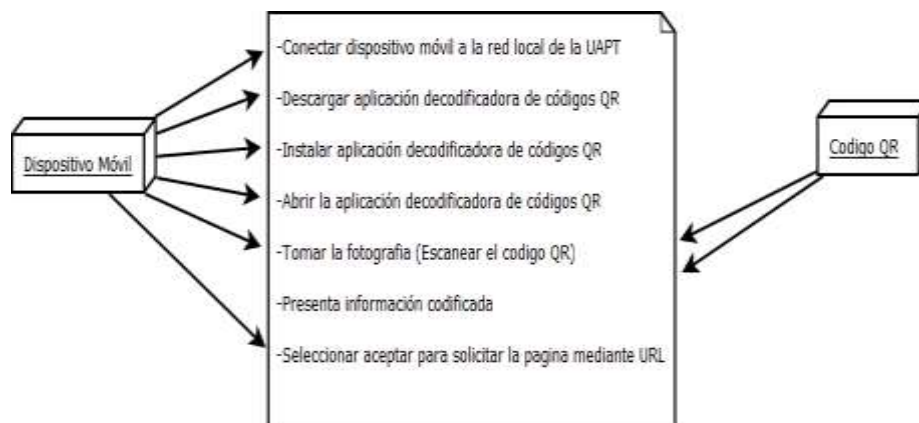 -Conectar dispositivo móvil a la red local de la UAPT
-Descargar aplicación decodificadora de códigos QR
Dispositivo Móvil
-Instalar aplicación decodificadora de códigos QR
Codigo QR
-Abrir la aplicación decodificadora de códigos QR
-Tomar la fotografia (Escanear el codigo QR)
-Presenta información codificada
-Seleccionar aceptar para solicitar la pagina mediante URL